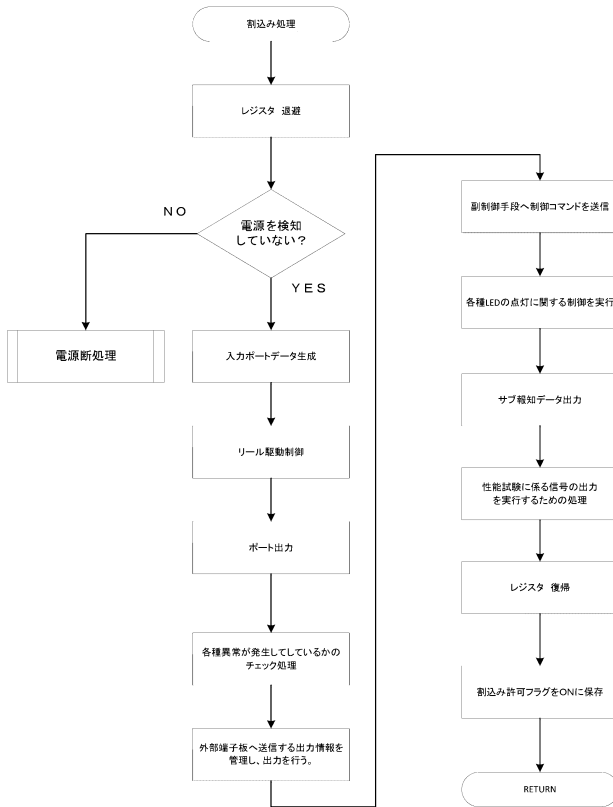 割込み処理
レジスタ 退避
電源を検知
していない？
ＮＯ
ＹＥＳ
電源断処理
入力ポートデータ生成
リール駆動制御
ポート出力
各種異常が発生してしているかの
チェック処理
外部端子板へ送信する出力情報を
管理し、出力を行う。
副制御手段へ制御コマンドを送信
各種LEDの点灯に関する制御を実行
サブ報知データ出力
性能試験に係る信号の出力
を実行するための処理
レジスタ 復帰
割込み許可フラグをONに保存
RETURN